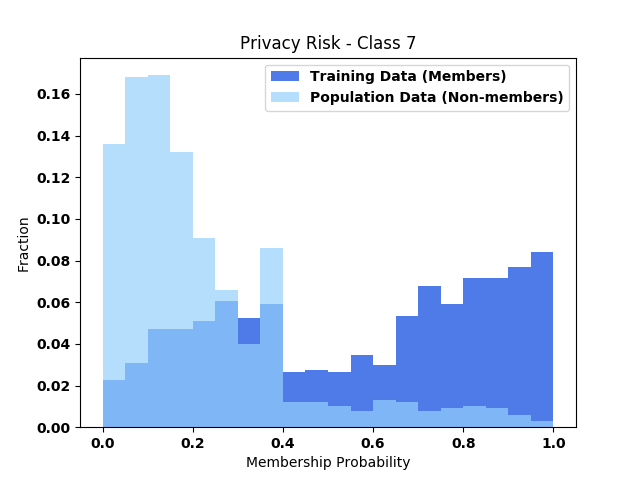 Privacy Risk - Class 7
Training Data (Members)
Population Data (Non-members)
0.16
0.14
0.12
0.10
0.08
0.06
0.04
0.02
0.00
Fraction
0.0 0.2 0.4 0.6 0.8 1.0
Membership Probability